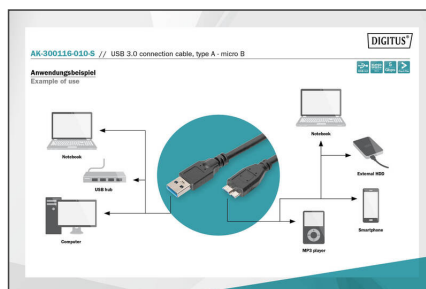 DIGITUS®
AK-300116-010-S // USB 3.0 connection cable, type A - micro B
Anwendungsbeispiel
Example of use
Notebook
USB hub
Computer
Notebook
External HDD
Smartphone
MP3 player